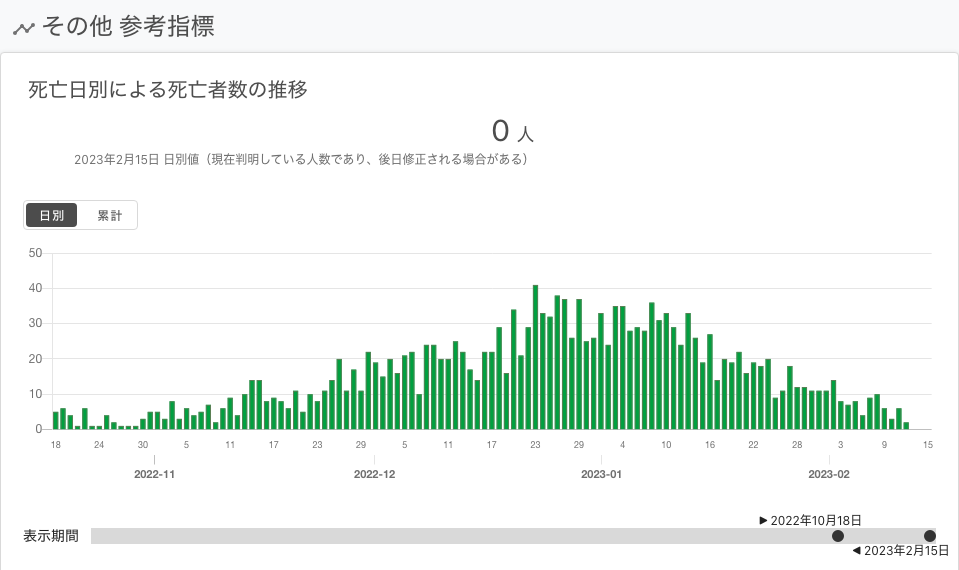 その他 参考指標
死亡日別による死亡者数の推移
0 人
2023年2月15日 日別値（現在判明している人数であり、後日修正される場合がある）
日別 累計
50
40
30
20
10
0
18 24 30 5 11 17 23 29 5 11 17 23 29 4 10 16 22 28 3 9 15
2022-11 2022-12 2023-01 2023-02
▶ 2022年10月18日
表示期間
◀ 2023年2月15日